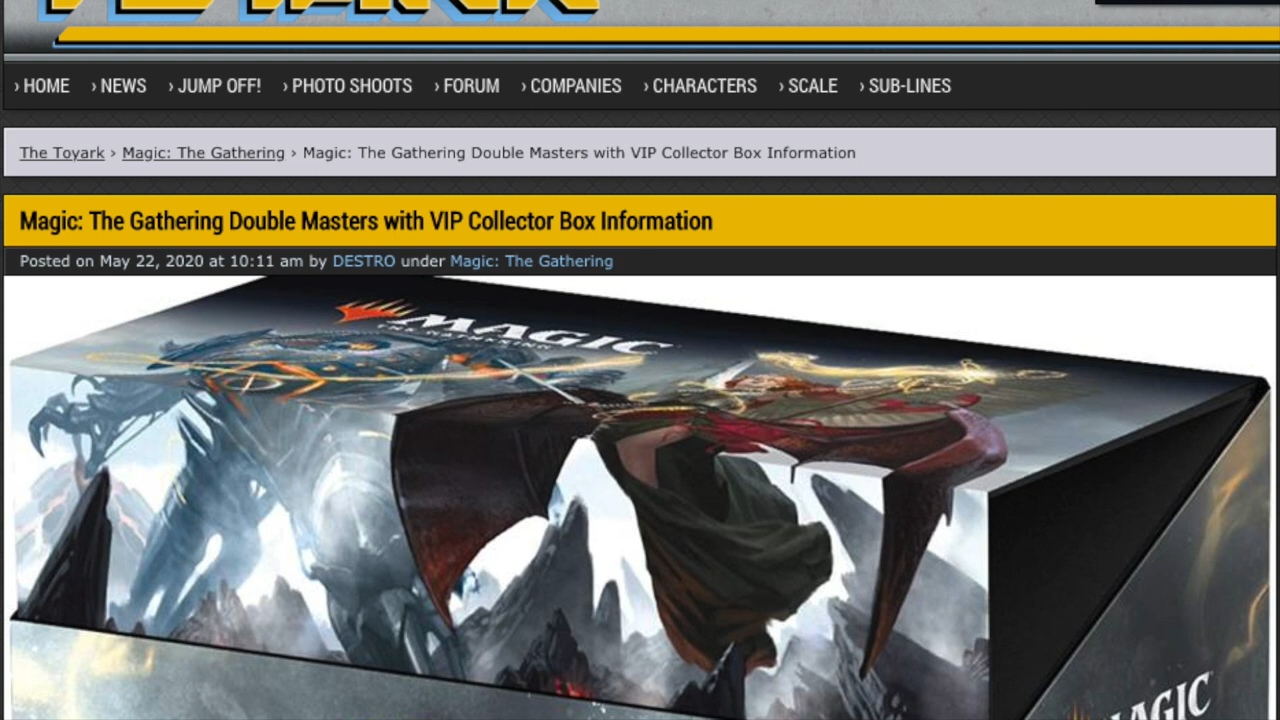 › HOME › NEWS › JUMP OFF! › PHOTO SHOOTS › FORUM › COMPANIES › CHARACTERS › SCALE › SUB-LINES
The Toyark › Magic: The Gathering › Magic: The Gathering Double Masters with VIP Collector Box Information
Magic: The Gathering Double Masters with VIP Collector Box Information
Posted on May 22, 2020 at 10:11 am by DESTRO under Magic: The Gathering
MAGIC
THE GATHERING
MAGIC